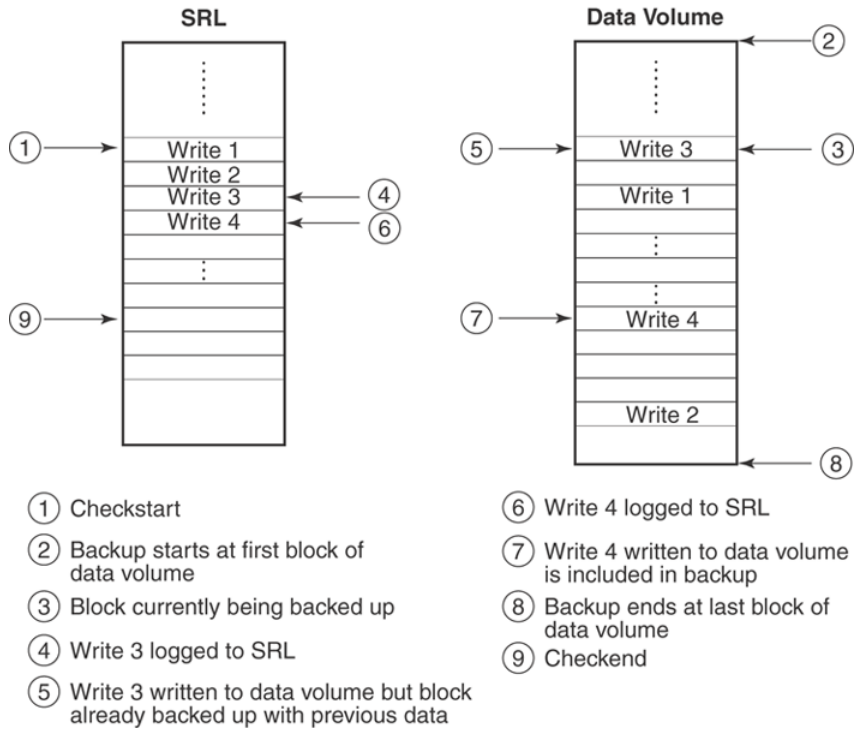 SRL
Data Volume
2
1
Write 1
5
Write 3
3
Write 2
Write 3
4
Write 1
Write 4
6
9
7
Write 4
Write 2
8
1 Checkstart
2 Backup starts at first block of
data volume
3 Block currently being backed up
4 Write 3 logged to SRL
5 Write 3 written to data volume but block
already backed up with previous data
6 Write 4 logged to SRL
7 Write 4 written to data volume
is included in backup
8 Backup ends at last block of
data volume
9 Checkend